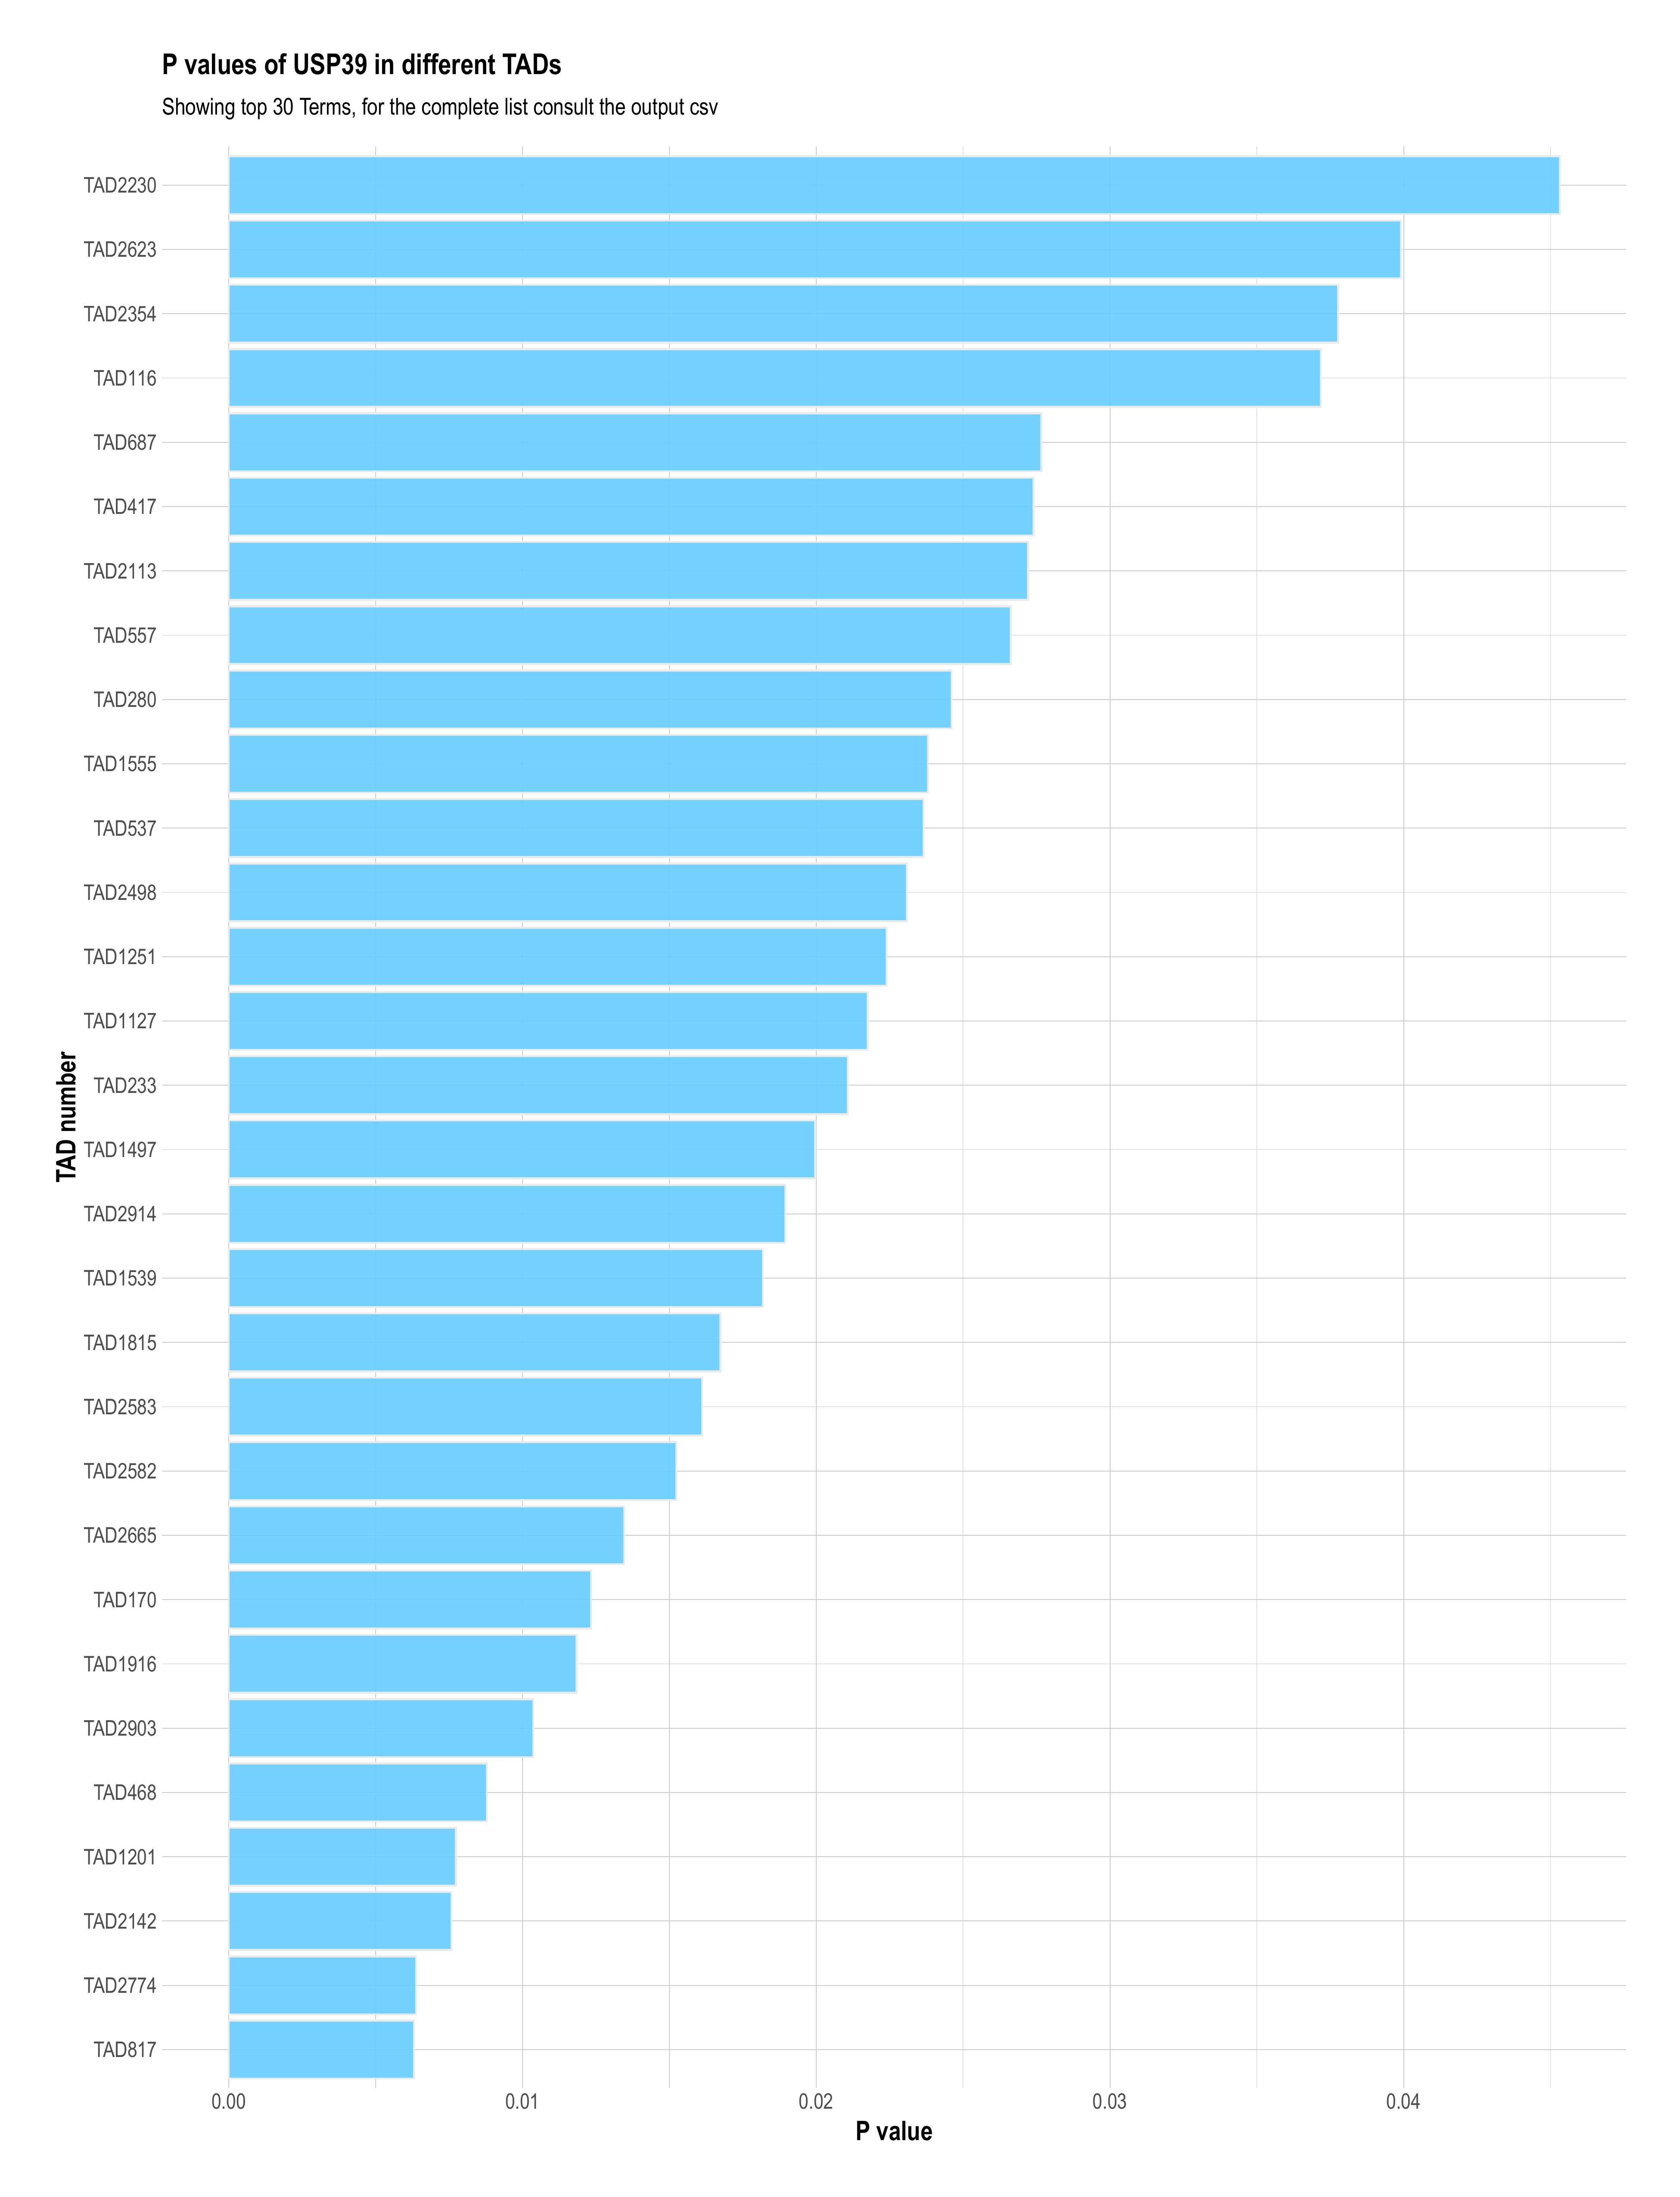 P values of USP39 in different TADs
Showing top 30 Terms, for the complete list consult the output csv
TAD2230
TAD2623
TAD2354
TAD116
TAD687
TAD417
TAD2113
TAD557
TAD280
TAD1555
TAD537
TAD2498
TAD1251
TAD1127
TAD233
TAD1497
TAD2914
TAD1539
TAD1815
TAD2583
TAD2582
TAD2665
TAD170
TAD1916
TAD2903
TAD468
TAD1201
TAD2142
TAD2774
TAD817
TAD number
0.00 0.01 0.02 0.03 0.04
P value